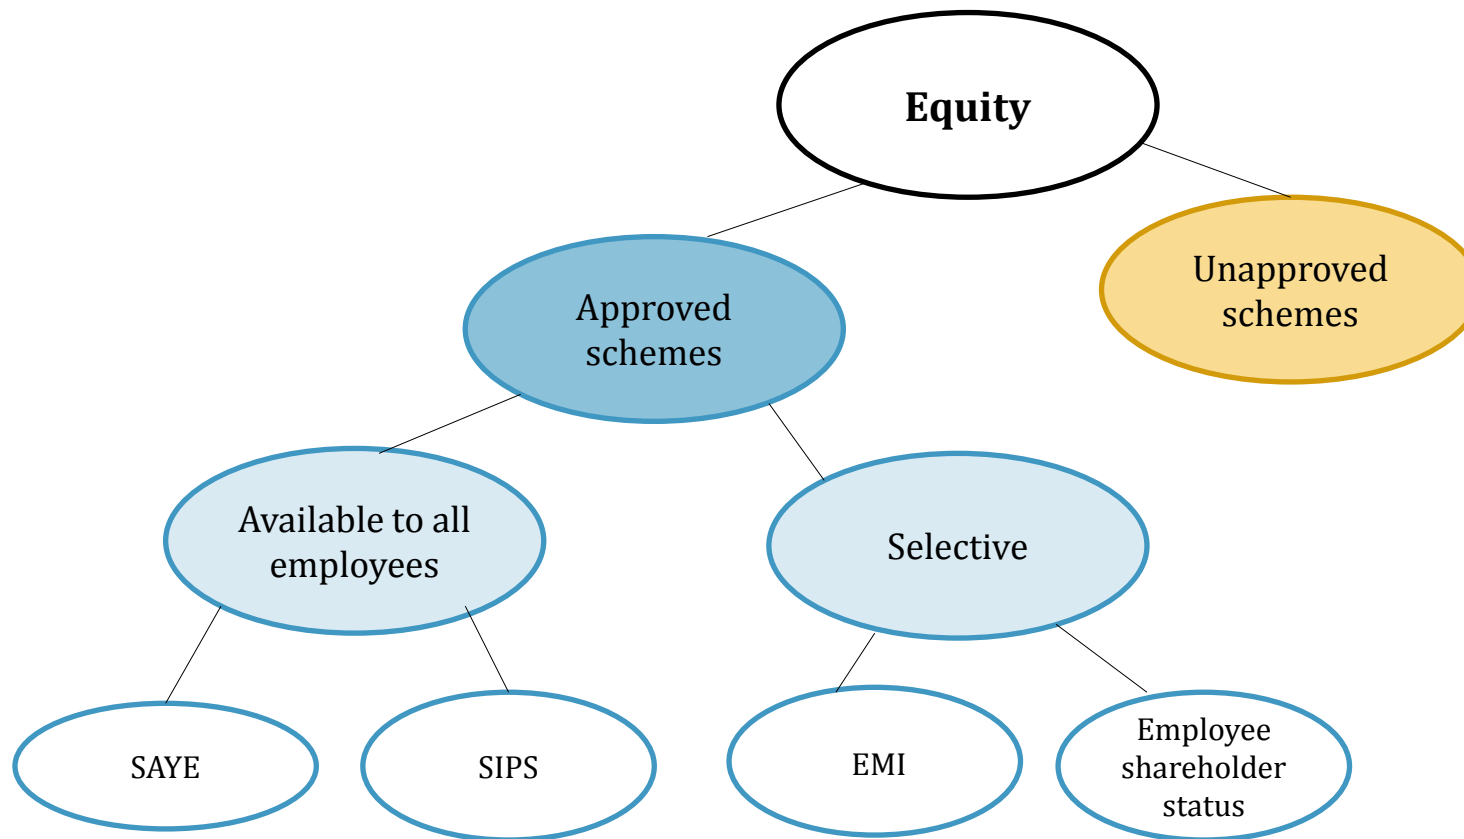 Equity
Unapproved
schemes
Approved
schemes
Available to all
employees
Selective
SAYE
SIPS
EMI
Employee
shareholder
status